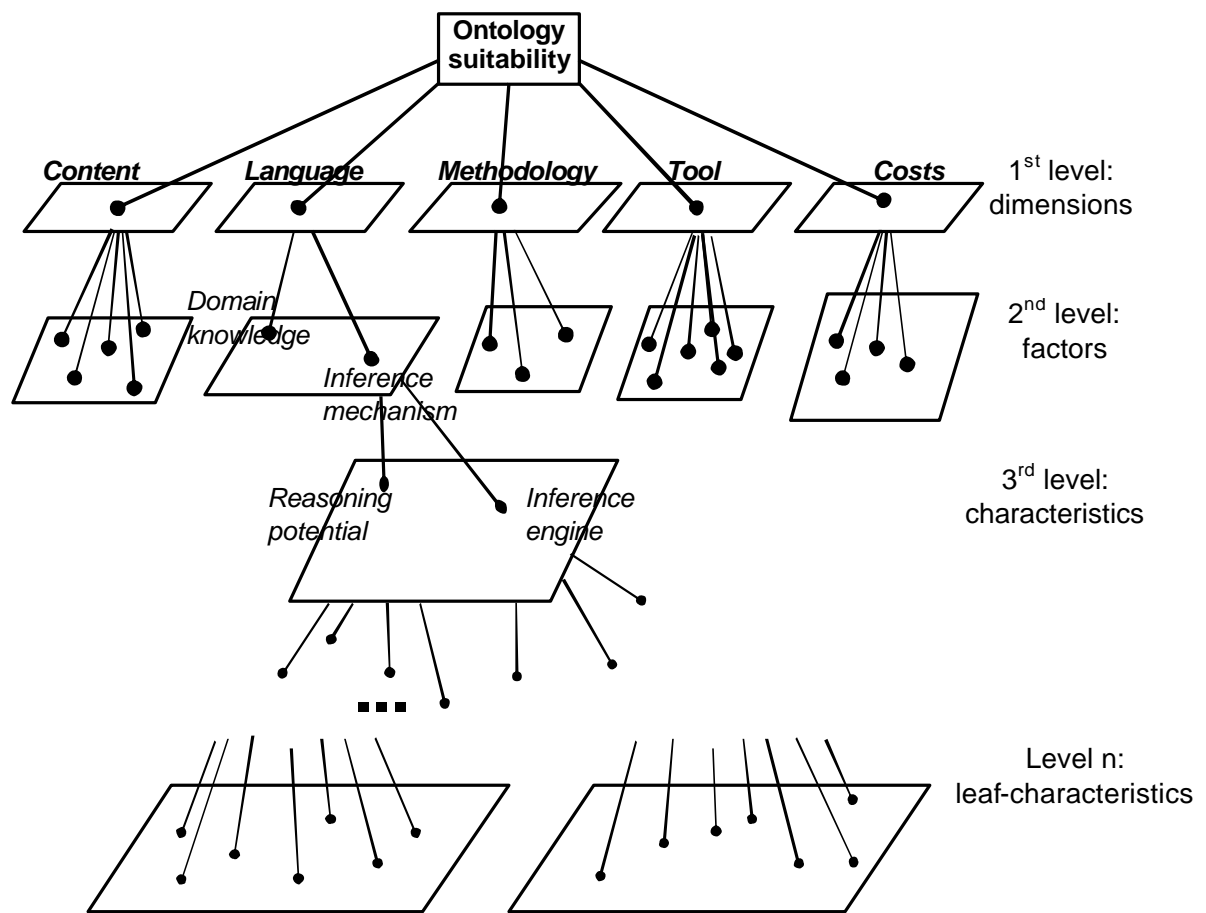 Ontology
suitability
Content Language Methodology Tool Costs
1st level:
dimensions
Domain
knowledge
2nd level:
factors
Inference
mechanism
3rd level:
characteristics
Reasoning
potential
Inference
engine
Level n:
leaf-characteristics